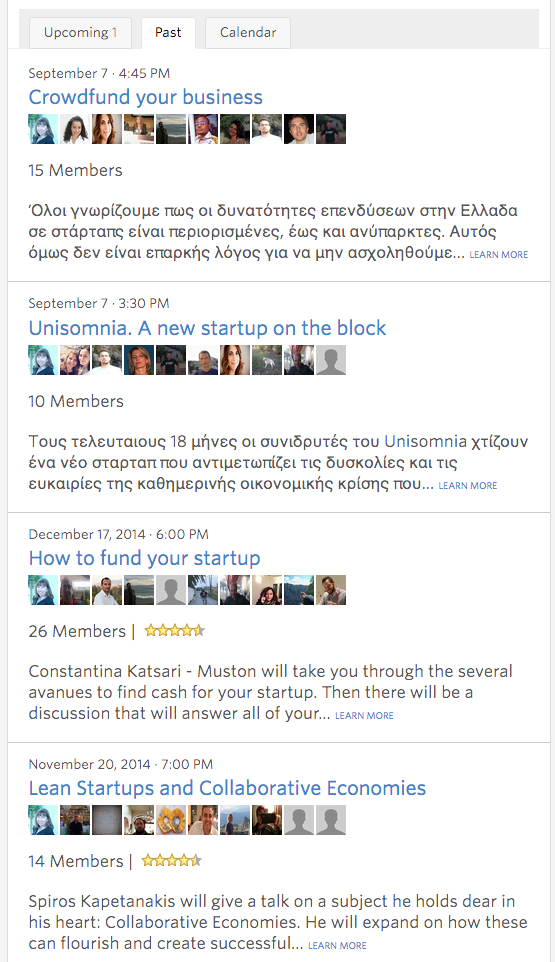 Upcoming 1
Past
Calendar
September 7 · 4:45 PM
Crowdfund your business
15 Members
Όλοι γνωρίζουμε πως οι δυνατότητες επενδύσεων στην Ελλαδα
σε στάρταπς είναι περιορισμένες, έως και ανύπαρκτες. Αυτός
όμως δεν είναι επαρκής λόγος για να μην ασχοληθούμε... LEARN MORE
September 7 · 3:30 PM
Unisomnia. A new startup on the block
10 Members
Τους τελευταιους 18 μήνες οι συνιδρυτές του Unisomnia χτίζουν
ένα νέο σταρταπ που αντιμετωπίζει τις δυσκολίες και τις
ευκαιρίες της καθημερινής οικονομικής κρίσης που... LEARN MORE
December 17, 2014 · 6:00 PM
How to fund your startup
26 Members |
Constantina Katsari - Muston will take you through the several
avanues to find cash for your startup. Then there will be a
discussion that will answer all of your... LEARN MORE
November 20, 2014 · 7:00 PM
Lean Startups and Collaborative Economies
14 Members |
Spiros Kapetanakis will give a talk on a subject he holds dear in
his heart: Collaborative Economies. He will expand on how these
can flourish and create successful... LEARN MORE